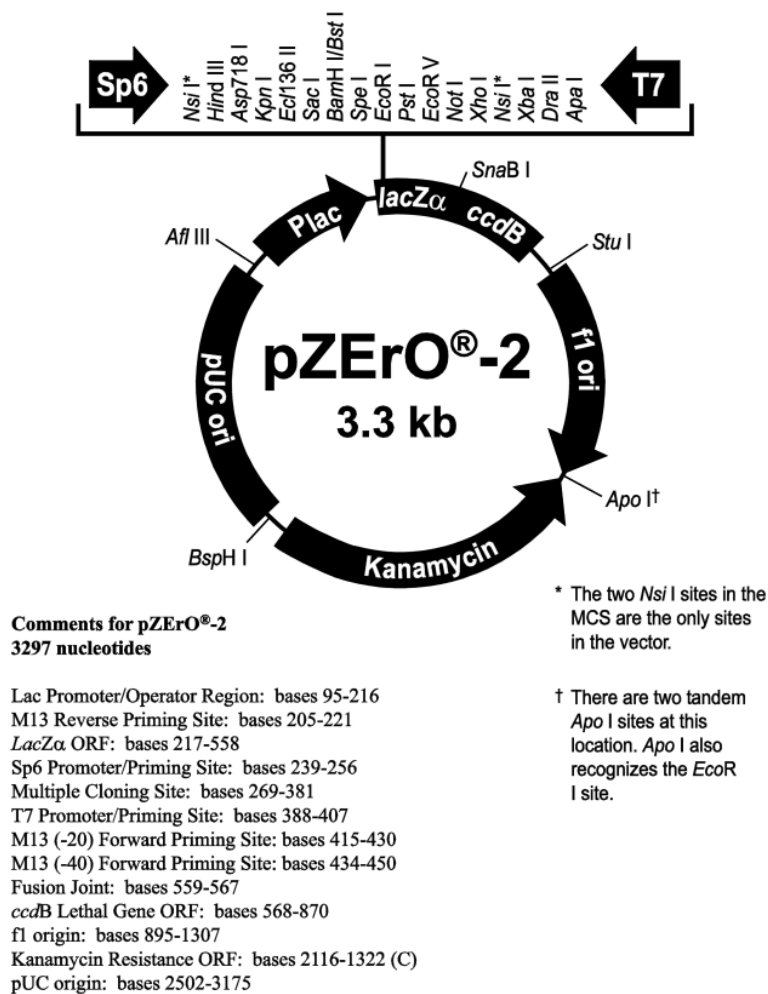 Sp6
Nsi I*
Hind III
Asp718 I
Kpn I
Ecl136 II
Sac I
BamH I/Bst I
Spe I
EcoR I
Pst I
EcoR V
Not I
Xho I
Nsi I*
Xba I
Dra II
Apa I
T7
SnaB I
Plac
lacZα
ccdB
Afl III
Stu I
pUC ori
pZErO®-2
3.3 kb
f1 ori
Apo I†
BspH I
Kanamycin
* The two Nsi I sites in the
MCS are the only sites
in the vector.
† There are two tandem
Apo I sites at this
location. Apo I also
recognizes the EcoR
I site.
Comments for pZErO®-2
3297 nucleotides
Lac Promoter/Operator Region: bases 95-216
M13 Reverse Priming Site: bases 205-221
LacZα ORF: bases 217-558
Sp6 Promoter/Priming Site: bases 239-256
Multiple Cloning Site: bases 269-381
T7 Promoter/Priming Site: bases 388-407
M13 (-20) Forward Priming Site: bases 415-430
M13 (-40) Forward Priming Site: bases 434-450
Fusion Joint: bases 559-567
ccdB Lethal Gene ORF: bases 568-870
f1 origin: bases 895-1307
Kanamycin Resistance ORF: bases 2116-1322 (C)
pUC origin: bases 2502-3175